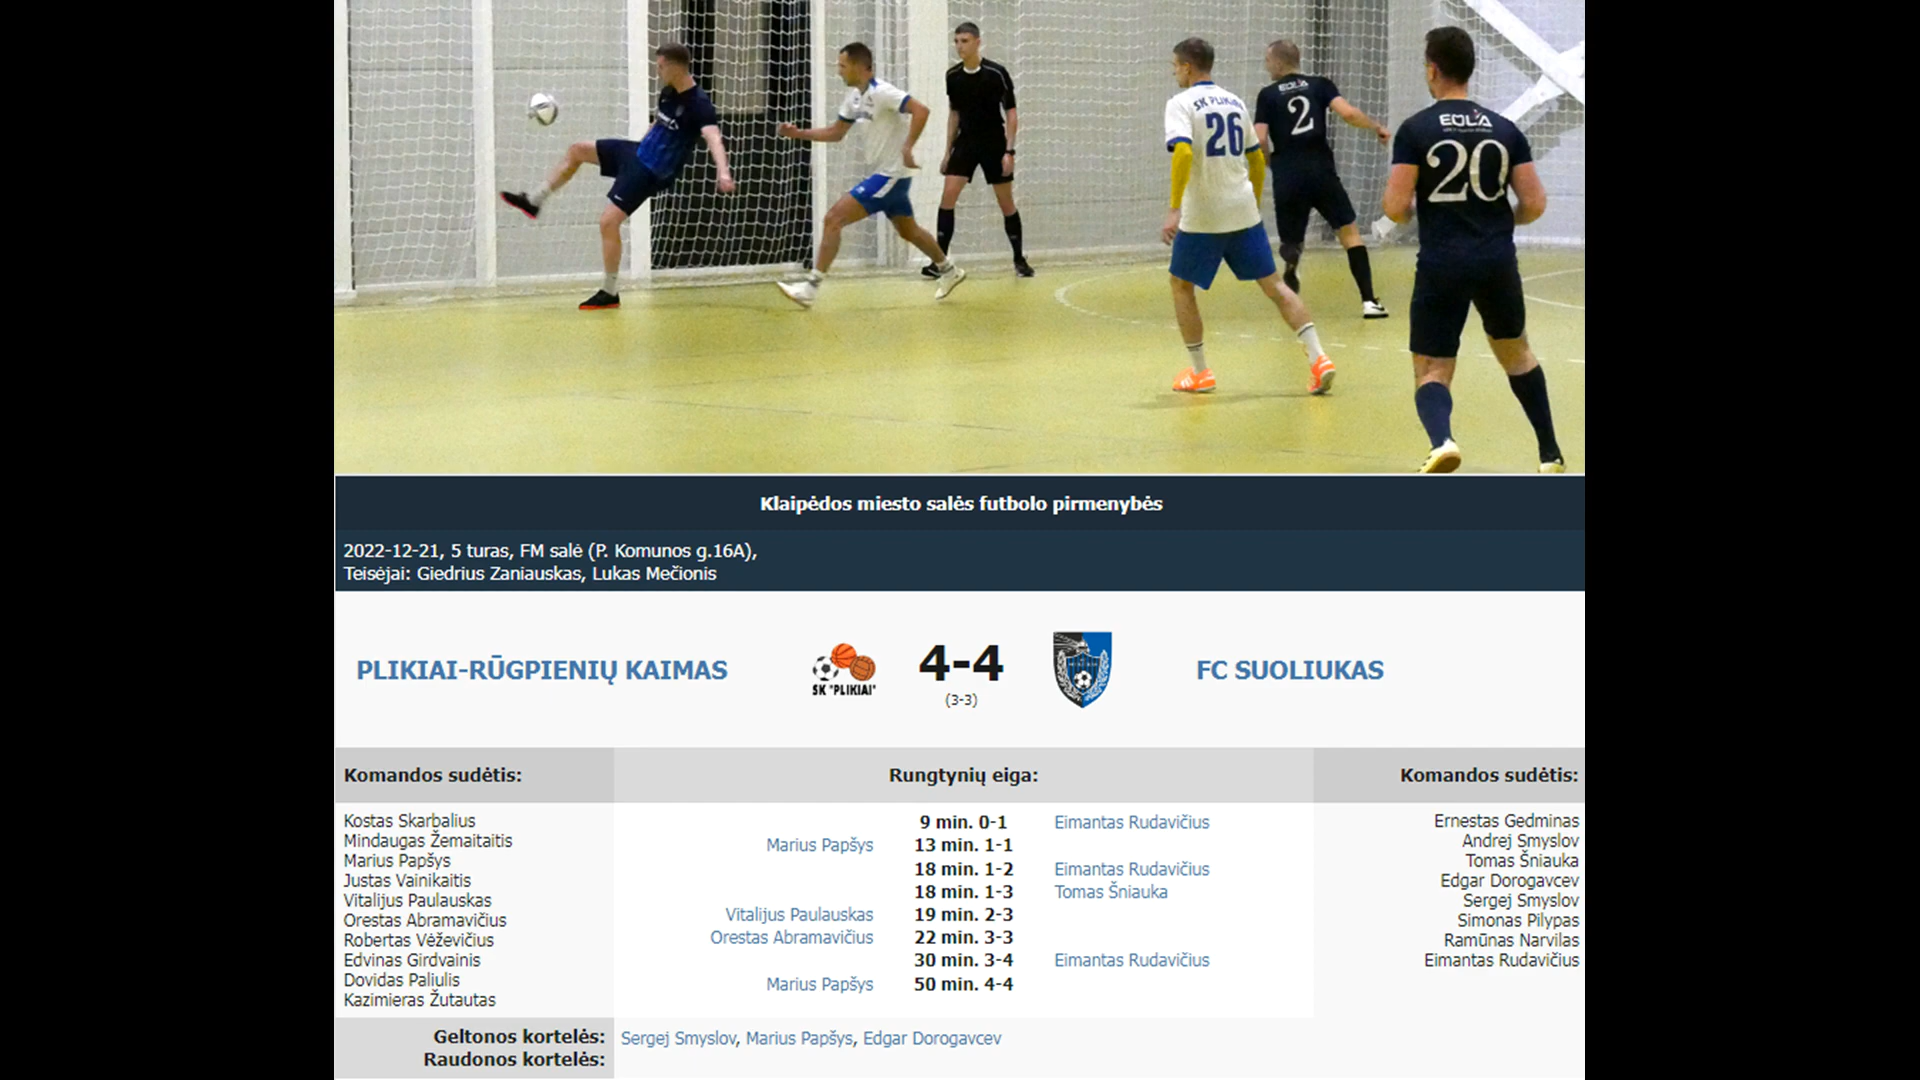 SK PLIKIAI
26
EOLA
2
EOLA
20
Klaipėdos miesto salės futbolo pirmenybės
2022-12-21, 5 turas, FM salė (P. Komunos g.16A),
Teisėjai: Giedrius Zaniauskas, Lukas Mečionis
PLIKIAI-RŪGPIENIŲ KAIMAS
SK "PLIKIAI"
4-4
(3-3)
FC SUOLIUKAS
Komandos sudėtis:
Kostas Skarbalius
Mindaugas Žemaitaitis
Marius Papšys
Justas Vainikaitis
Vitalijus Paulauskas
Orestas Abramavičius
Robertas Vėževičius
Edvinas Girdvainis
Dovidas Paliulis
Kazimieras Žutautas
Rungtynių eiga:
9 min. 0-1 Eimantas Rudavičius
Marius Papšys 13 min. 1-1
18 min. 1-2 Eimantas Rudavičius
18 min. 1-3 Tomas Šniauka
Vitalijus Paulauskas 19 min. 2-3
Orestas Abramavičius 22 min. 3-3
30 min. 3-4 Eimantas Rudavičius
Marius Papšys 50 min. 4-4
Komandos sudėtis:
Ernestas Gedminas
Andrej Smyslov
Tomas Šniauka
Edgar Dorogavcev
Sergej Smyslov
Simonas Pilypas
Ramūnas Narvilas
Eimantas Rudavičius
Geltonos kortelės: Sergej Smyslov, Marius Papšys, Edgar Dorogavcev
Raudonos kortelės: